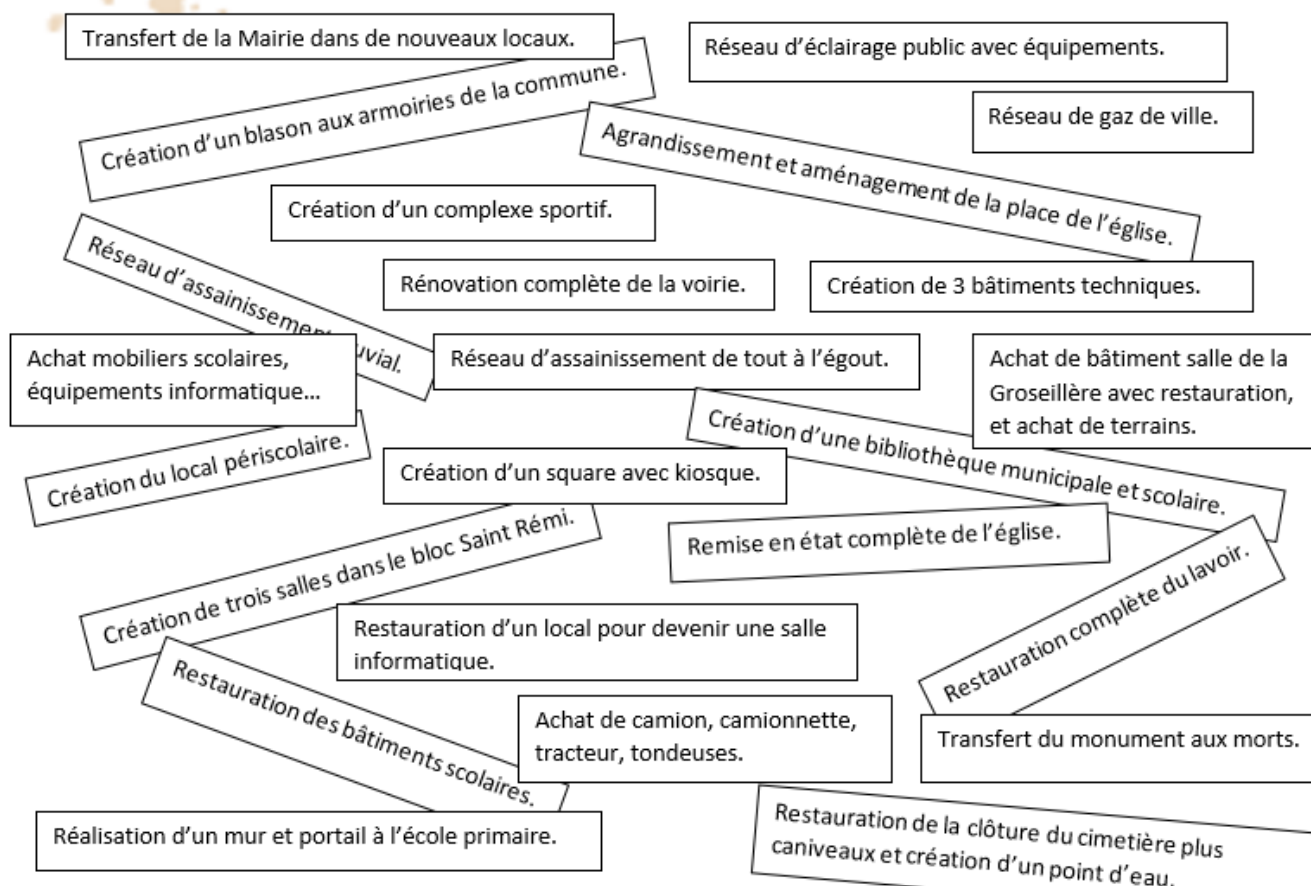 Transfert de la Mairie dans de nouveaux locaux.
Réseau d’éclairage public avec équipements.
Création d’un blason aux armoiries de la commune.
Réseau de gaz de ville.
Agrandissement et aménagement de la place de l’église.
Création d’un complexe sportif.
Réseau d’assainissement uvial.
Rénovation complète de la voirie.
Création de 3 bâtiments techniques.
Achat mobiliers scolaires,
équipements informatique...
Réseau d’assainissement de tout à l’égout.
Achat de bâtiment salle de la
Groseillère avec restauration,
et achat de terrains.
Création d’une bibliothèque municipale et scolaire.
Création du local périscolaire.
Création d’un square avec kiosque.
Création de trois salles dans le bloc Saint Rémi.
Remise en état complète de l’église.
Restauration complète du lavoir.
Restauration d’un local pour devenir une salle
informatique.
Restauration des bâtiments scolaires.
Achat de camion, camionnette,
tracteur, tondeuses.
Transfert du monument aux morts.
Réalisation d’un mur et portail à l’école primaire.
Restauration de la clôture du cimetière plus
caniveaux et création d’un point d’eau.